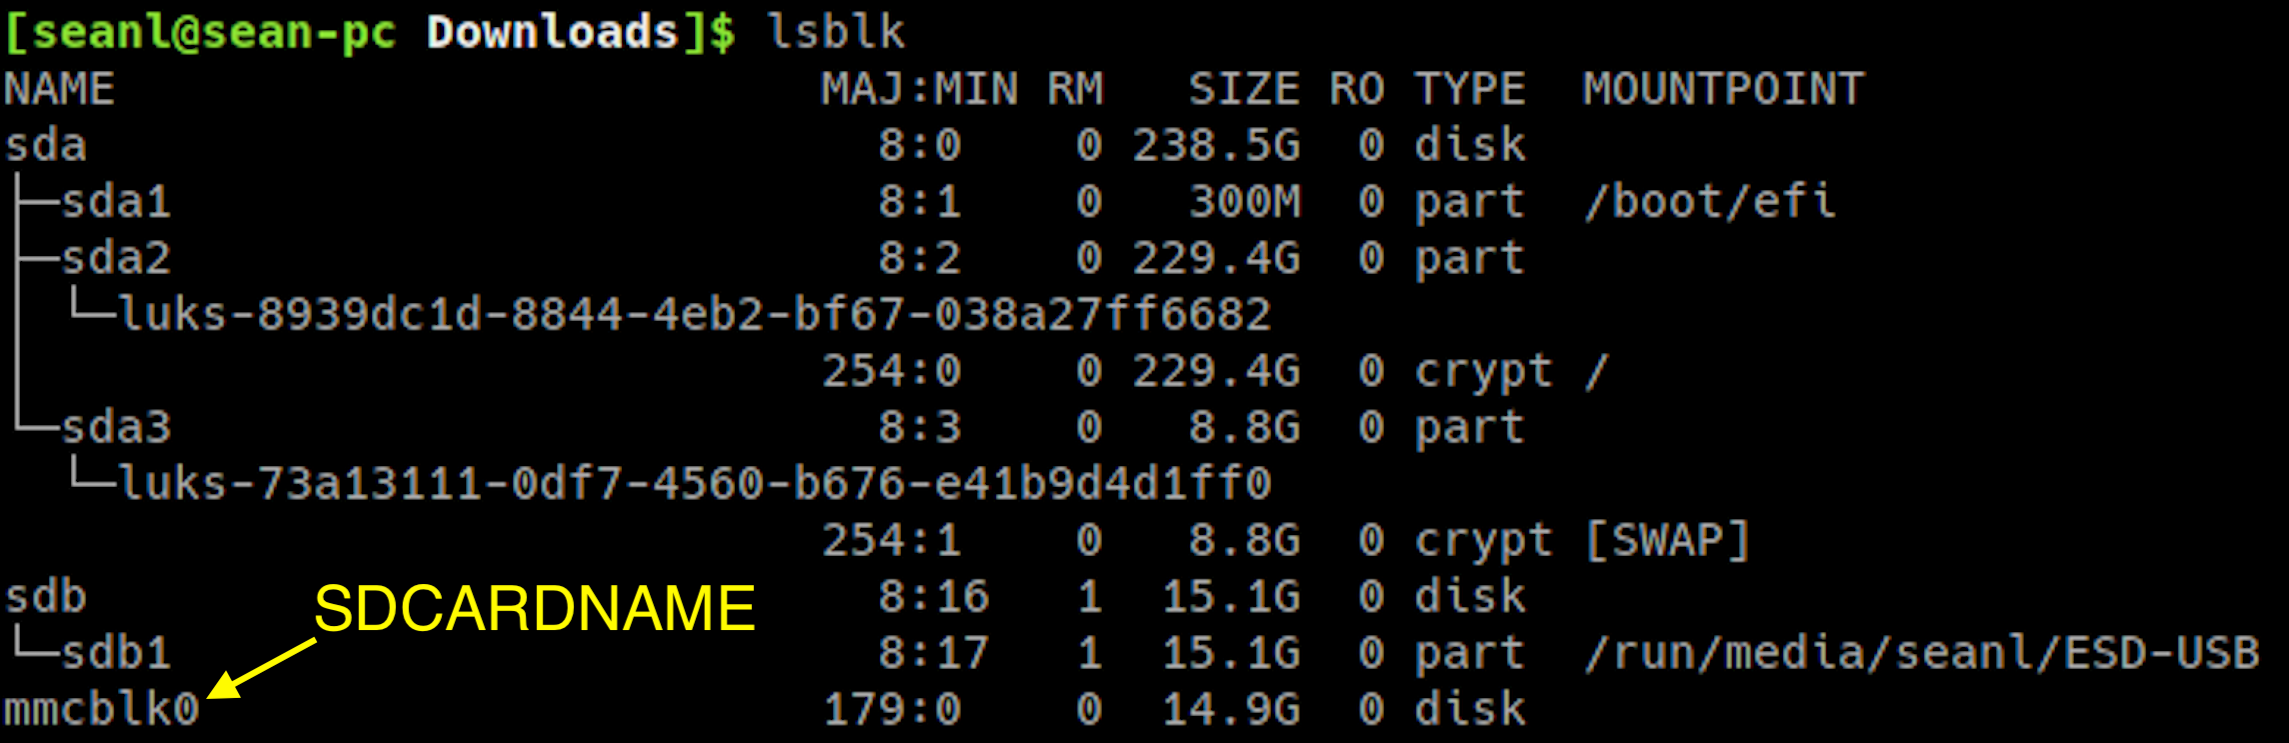 [seanl@sean-pc Downloads]$ lsblk
NAME                         MAJ:MIN RM   SIZE RO TYPE  MOUNTPOINT
sda                            8:0    0 238.5G  0 disk
├─sda1                         8:1    0   300M  0 part  /boot/efi
├─sda2                         8:2    0 229.4G  0 part
│ └─luks-8939dc1d-8844-4eb2-bf67-038a27ff6682
│                            254:0    0 229.4G  0 crypt /
└─sda3                         8:3    0   8.8G  0 part
  └─luks-73a13111-0df7-4560-b676-e41b9d4d1ff0
                             254:1    0   8.8G  0 crypt [SWAP]
sdb                            8:16   1  15.1G  0 disk
SDCARDNAME
└─sdb1                         8:17   1  15.1G  0 part  /run/media/seanl/ESD-USB
mmcblk0                      179:0    0  14.9G  0 disk